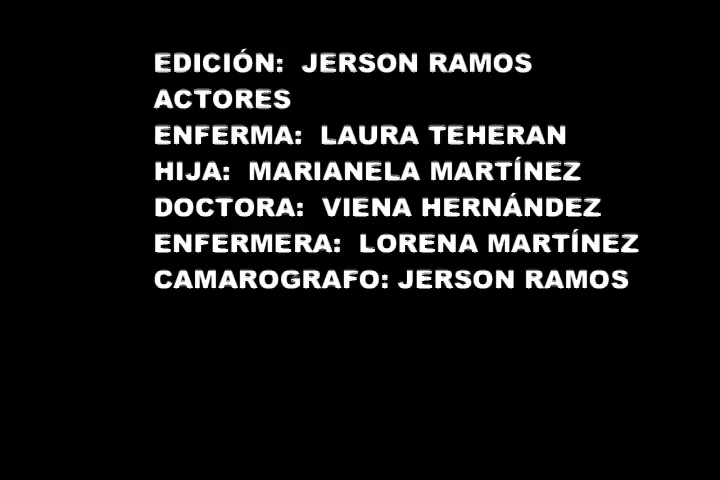 EDICIÓN:  JERSON RAMOS
ACTORES
ENFERMA:  LAURA TEHERAN
HIJA:  MARIANELA MARTÍNEZ
DOCTORA:  VIENA HERNÁNDEZ
ENFERMERA:  LORENA MARTÍNEZ
CAMAROGRAFO: JERSON RAMOS